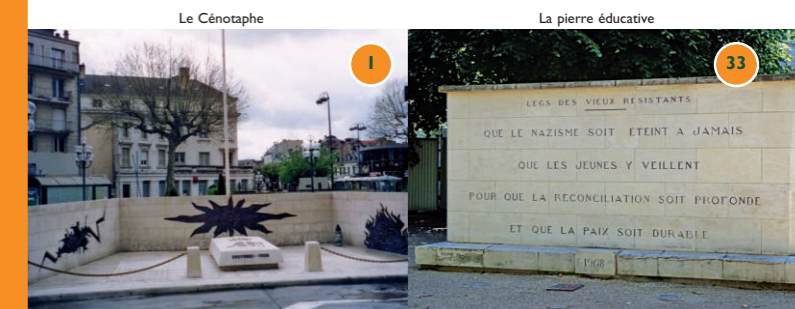 Le Cénotaphe
La pierre éducative
1
33
LEGS DES VIEUX RESISTANTS
QUE LE NAZISME SOIT ETEINT A JAMAIS
QUE LES JEUNES Y VEILLENT
POUR QUE LA RECONCILIATION SOIT PROFONDE
ET QUE LA PAIX SOIT DURABLE
1968